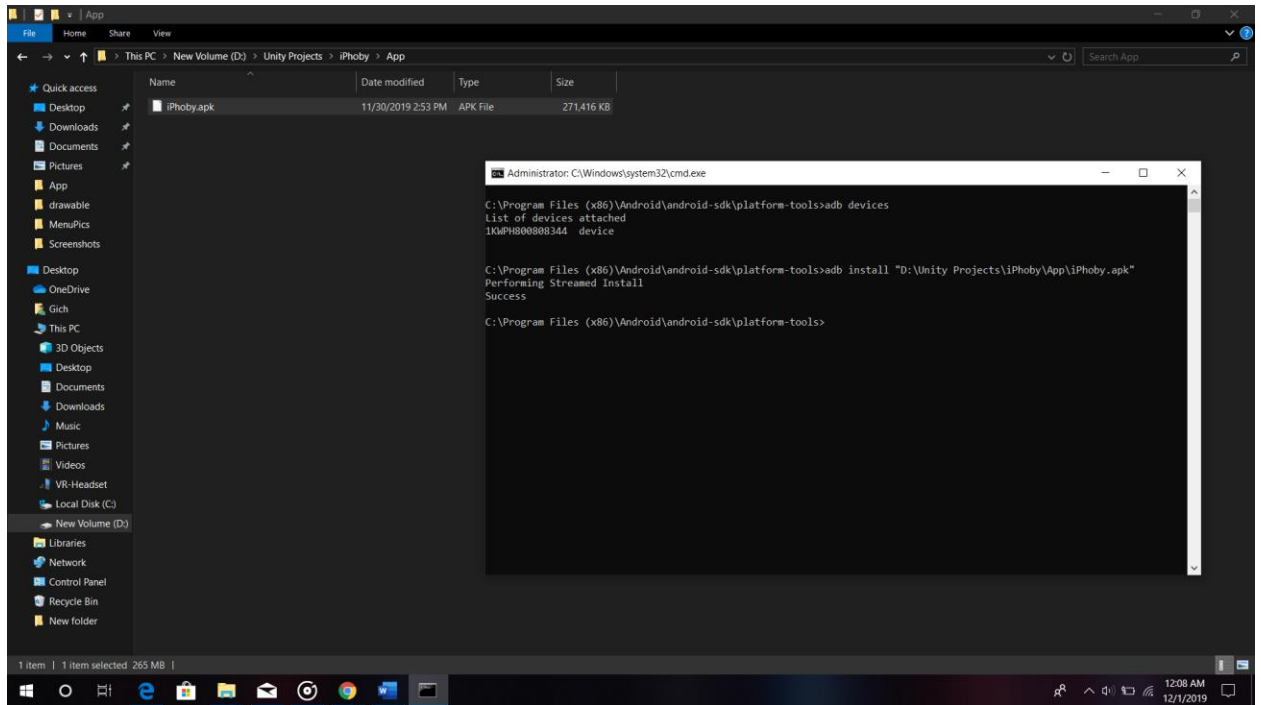 App
File Home Share View
This PC > New Volume (D:) > Unity Projects > iPhoby > App
Search App
Name Date modified Type Size
iPhoby.apk 11/30/2019 2:53 PM APK File 271,416 KB
Quick access
Desktop
Downloads
Documents
Pictures
App
drawable
MenuPics
Screenshots
Desktop
OneDrive
Gich
This PC
3D Objects
Desktop
Documents
Downloads
Music
Pictures
Videos
VR-Headset
Local Disk (C:)
New Volume (D:)
Libraries
Network
Control Panel
Recycle Bin
New folder
Administrator: C:\Windows\system32\cmd.exe
C:\Program Files (x86)\Android\android-sdk\platform-tools>adb devices
List of devices attached
1KWPH800808344 device
C:\Program Files (x86)\Android\android-sdk\platform-tools>adb install "D:\Unity Projects\iPhoby\App\iPhoby.apk"
Performing Streamed Install
Success
C:\Program Files (x86)\Android\android-sdk\platform-tools>
1 item 1 item selected 265 MB
12:08 AM
12/1/2019